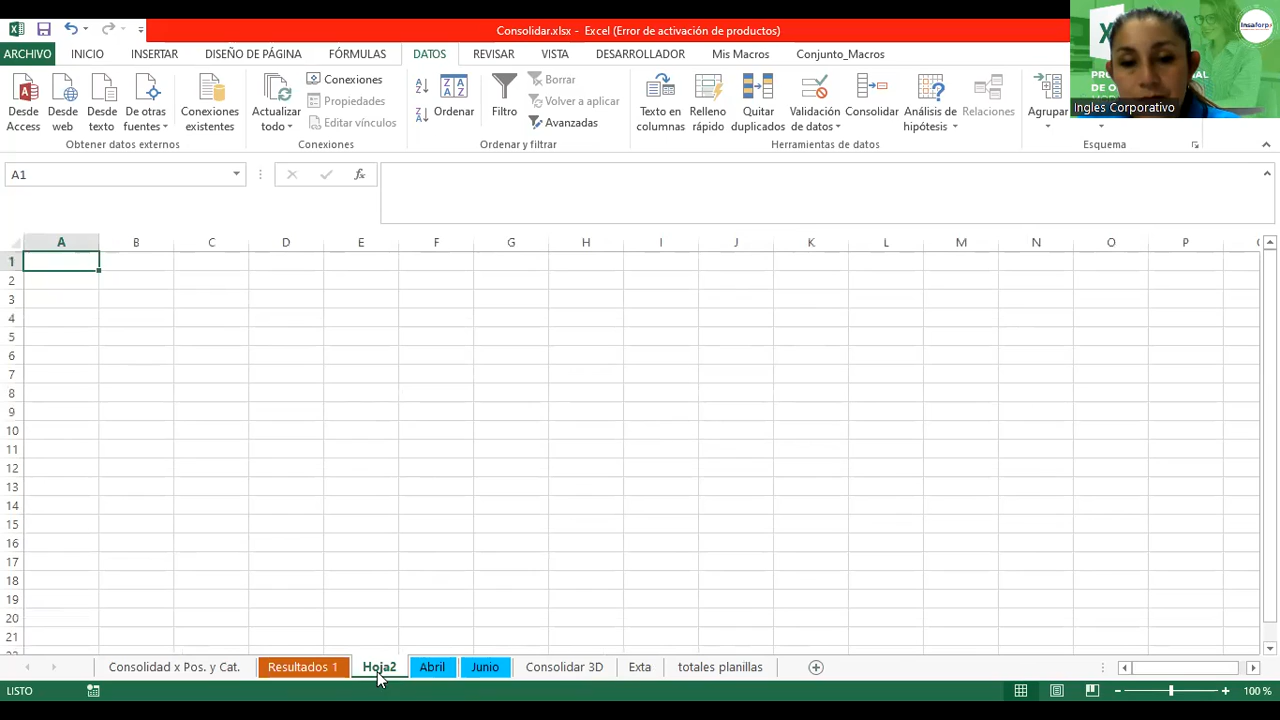 Consolidar.xlsx - Excel (Error de activación de productos)
ARCHIVO INICIO INSERTAR DISEÑO DE PÁGINA FÓRMULAS DATOS REVISAR VISTA DESARROLLADOR Mis Macros Conjunto_Macros
Desde Access
Desde web
Desde texto
De otras fuentes
Conexiones existentes
Actualizar todo
Conexiones
Propiedades
Editar vínculos
Ordenar
Filtro
Borrar
Volver a aplicar
Avanzadas
Texto en columnas
Relleno rápido
Quitar duplicados
Validación de datos
Consolidar
Análisis de hipótesis
Relaciones
Agrupar
Obtener datos externos Conexiones Ordenar y filtrar Herramientas de datos Esquema
Insaforp
Ingles Corporativo
A1
fx
A B C D E F G H I J K L M N O P
1
2
3
4
5
6
7
8
9
10
11
12
13
14
15
16
17
18
19
20
21
Consolidad x Pos. y Cat. Resultados 1 Hoja2 Abril Junio Consolidar 3D Exta totales planillas
LISTO 100 %